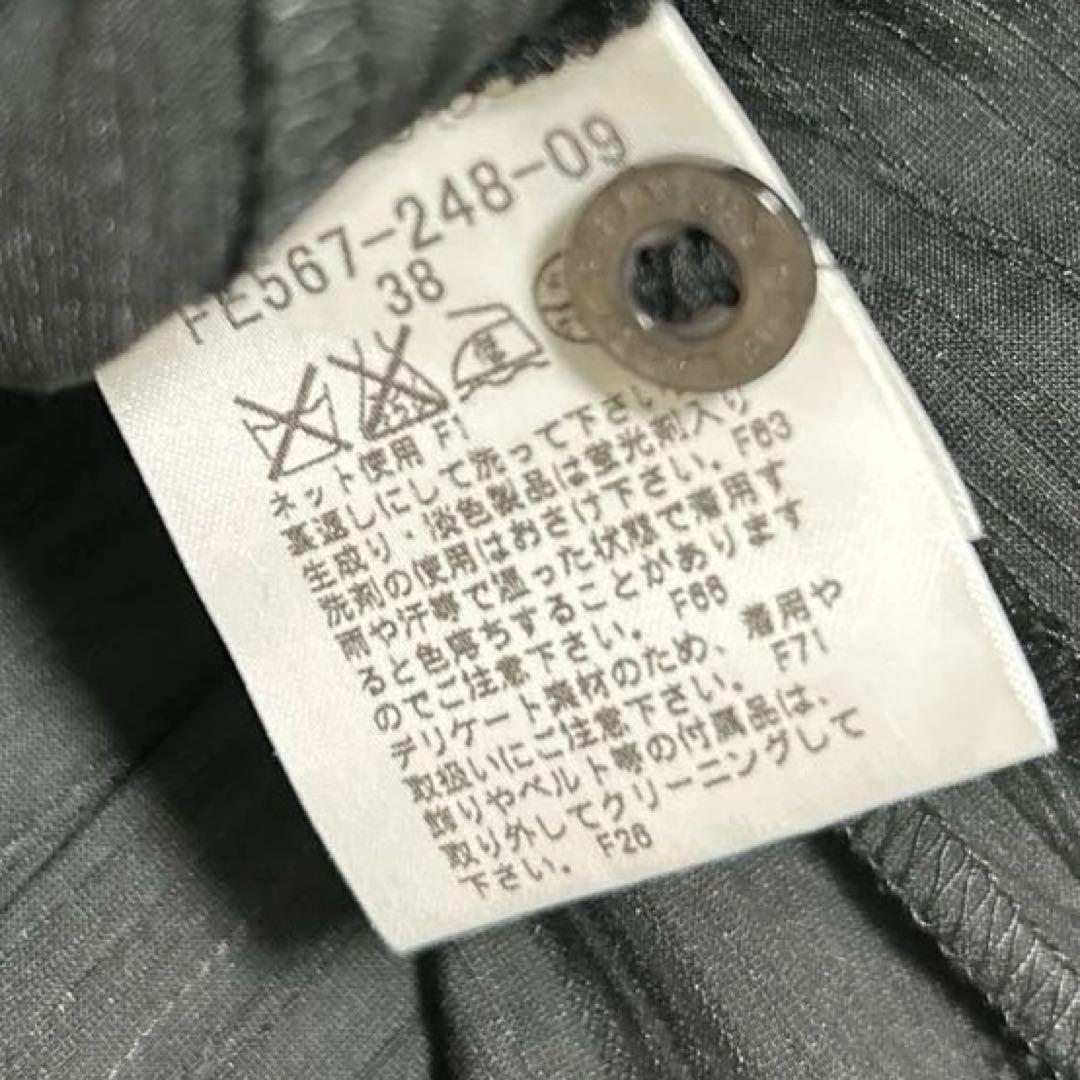 FE567-248-09
38
低
ネット使用 F1
裏返しにして洗って下さい
生成り・淡色製品は蛍光剤入り
洗剤の使用はおさけ下さい。F63
雨や汗等で湿った状態で着用す
ると色落ちすることがあります
のでご注意下さい。 F68
デリケート素材のため、着用や
取扱いにご注意下さい。 F71
飾りやベルト等の付属品は、
取り外してクリーニングして
下さい。 F26